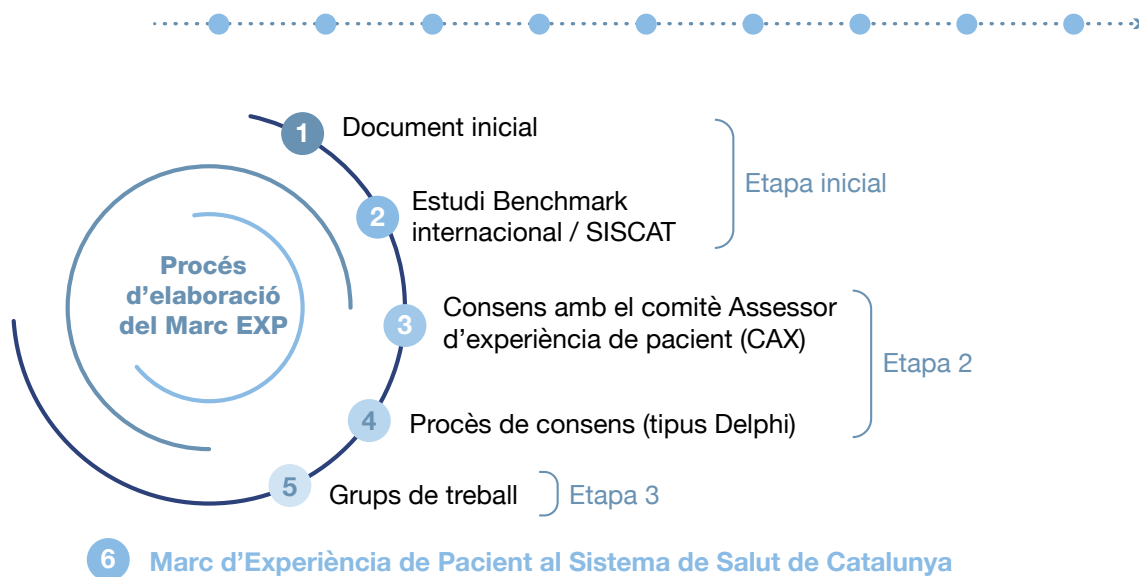 1 Document inicial
2 Estudi Benchmark
internacional / SISCAT
Etapa inicial
Procés
d'elaboració
del Marc EXP
3 Consens amb el comitè Assessor
d'experiència de pacient (CAX)
Etapa 2
4 Procès de consens (tipus Delphi)
5 Grups de treball
Etapa 3
6 Marc d'Experiència de Pacient al Sistema de Salut de Catalunya